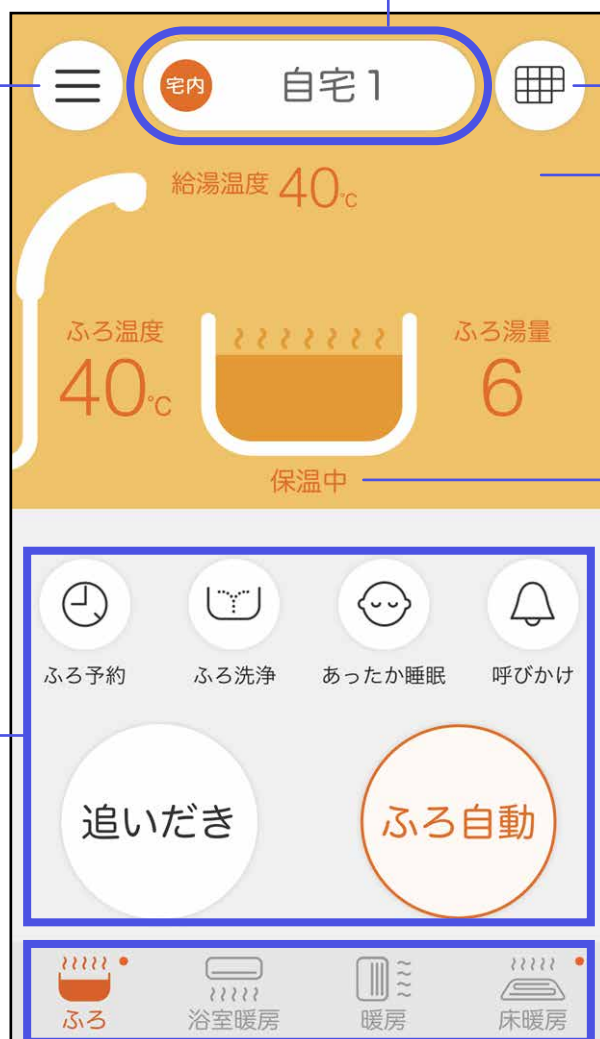 宅内 自宅1
給湯温度 40℃
ふろ温度
40℃
ふろ湯量
6
保温中
ふろ予約 ふろ洗浄 あったか睡眠 呼びかけ
追いだき ふろ自動
ふろ 浴室暖房 暖房 床暖房